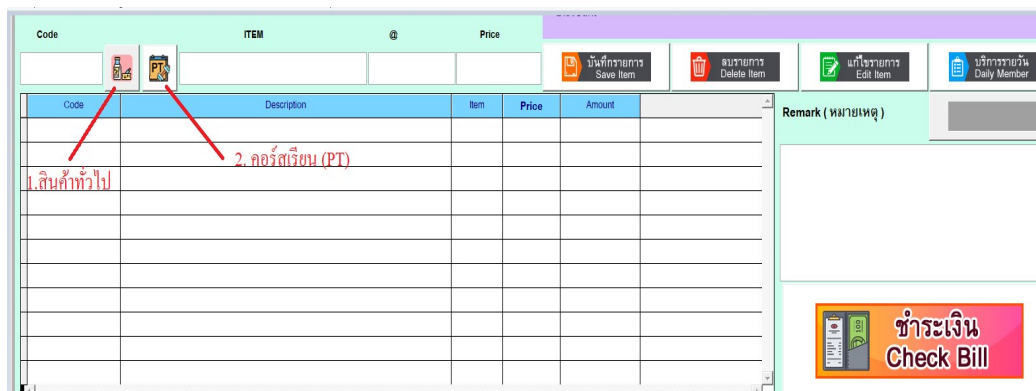 Code ITEM @ Price
PT
บันทึกรายการ
Save Item
ลบรายการ
Delete Item
แก้ไขรายการ
Edit Item
บริการรายวัน
Daily Member
Code Description Item Price Amount
Remark ( หมายเหตุ )
1.สินค้าทั่วไป
2. คอร์สเรียน (PT)
100
ชำระเงิน
Check Bill